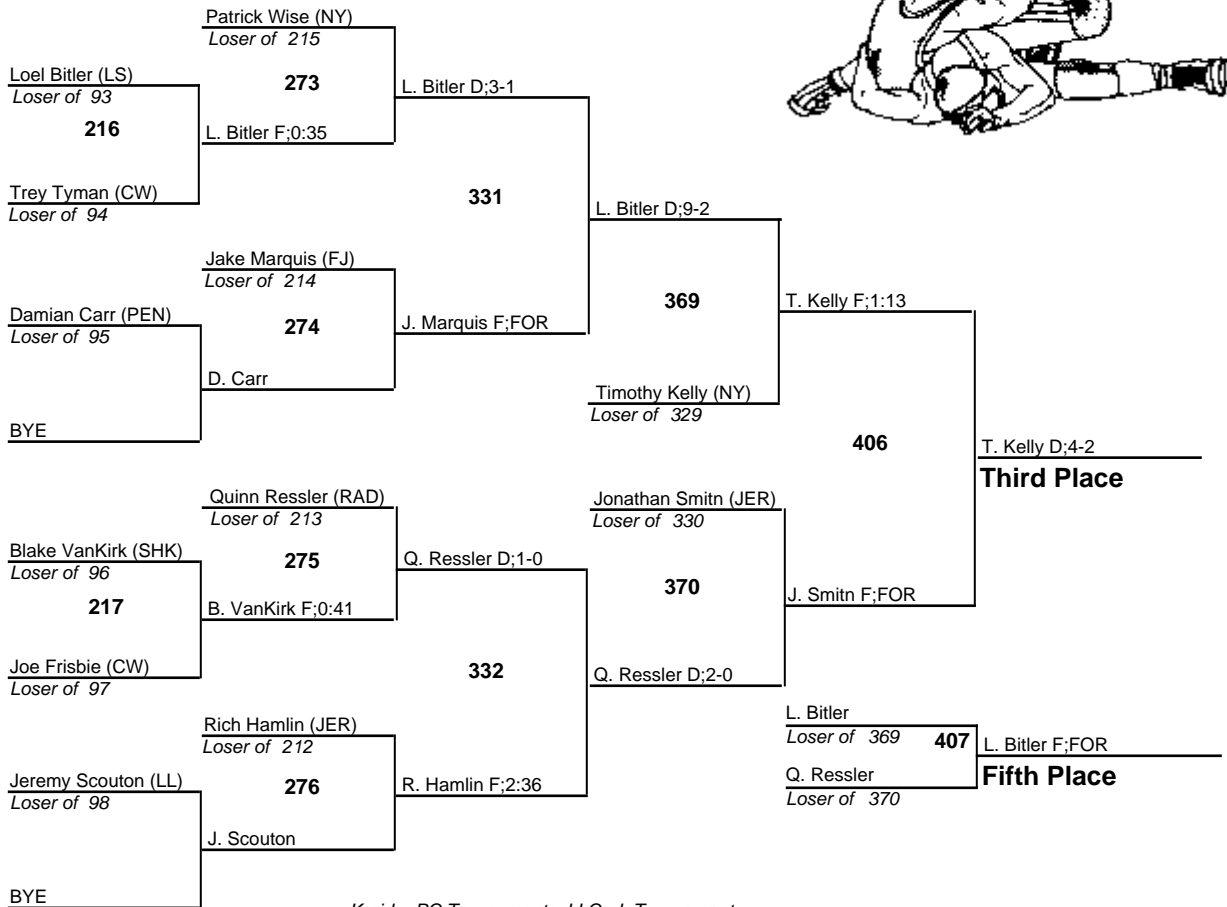 Patrick Wise (NY)
Loser of 215
Loel Bitler (LS)
Loser of 93
273
L. Bitler D;3-1
216
L. Bitler F;0:35
Trey Tyman (CW)
Loser of 94
331
L. Bitler D;9-2
Jake Marquis (FJ)
Loser of 214
Damian Carr (PEN)
Loser of 95
274
J. Marquis F;FOR
369
T. Kelly F;1:13
D. Carr
Timothy Kelly (NY)
Loser of 329
BYE
406
T. Kelly D;4-2
Third Place
Quinn Ressler (RAD)
Loser of 213
Jonathan Smitn (JER)
Loser of 330
Blake VanKirk (SHK)
Loser of 96
275
Q. Ressler D;1-0
217
B. VanKirk F;0:41
370
J. Smitn F;FOR
Joe Frisbie (CW)
Loser of 97
332
Q. Ressler D;2-0
Rich Hamlin (JER)
Loser of 212
L. Bitler
Loser of 369
407
L. Bitler F;FOR
Fifth Place
Jeremy Scouton (LL)
Loser of 98
276
R. Hamlin F;2:36
Q. Ressler
Loser of 370
J. Scouton
BYE